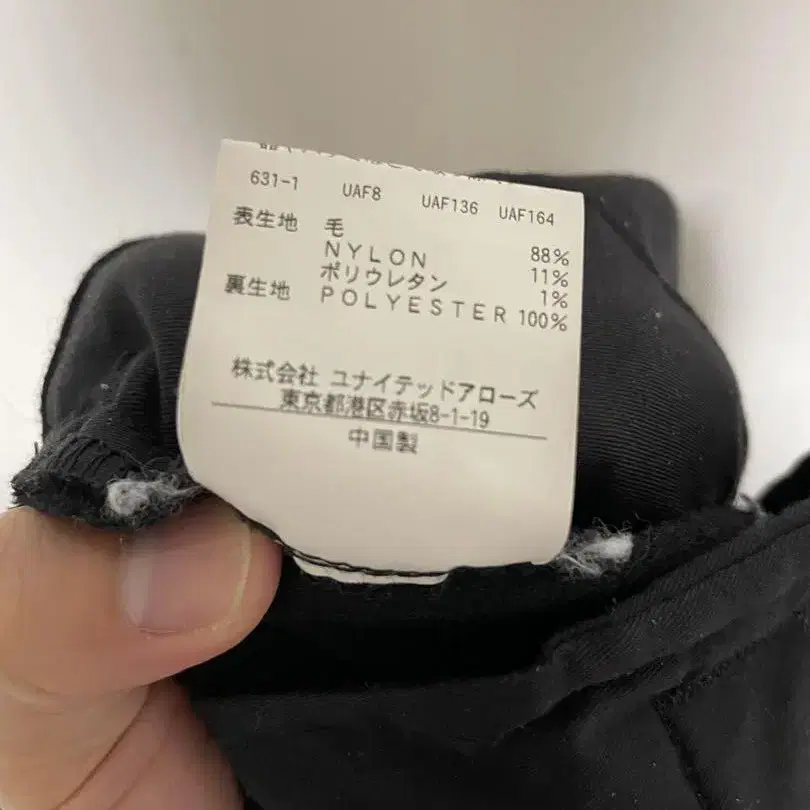 631-1 UAF8 UAF136 UAF164
表生地 毛 88%
NYLON 11%
ポリウレタン 1%
裏生地 POLYESTER 100%
株式会社 ユナイテッドアローズ
東京都港区赤坂8-1-19
中国製